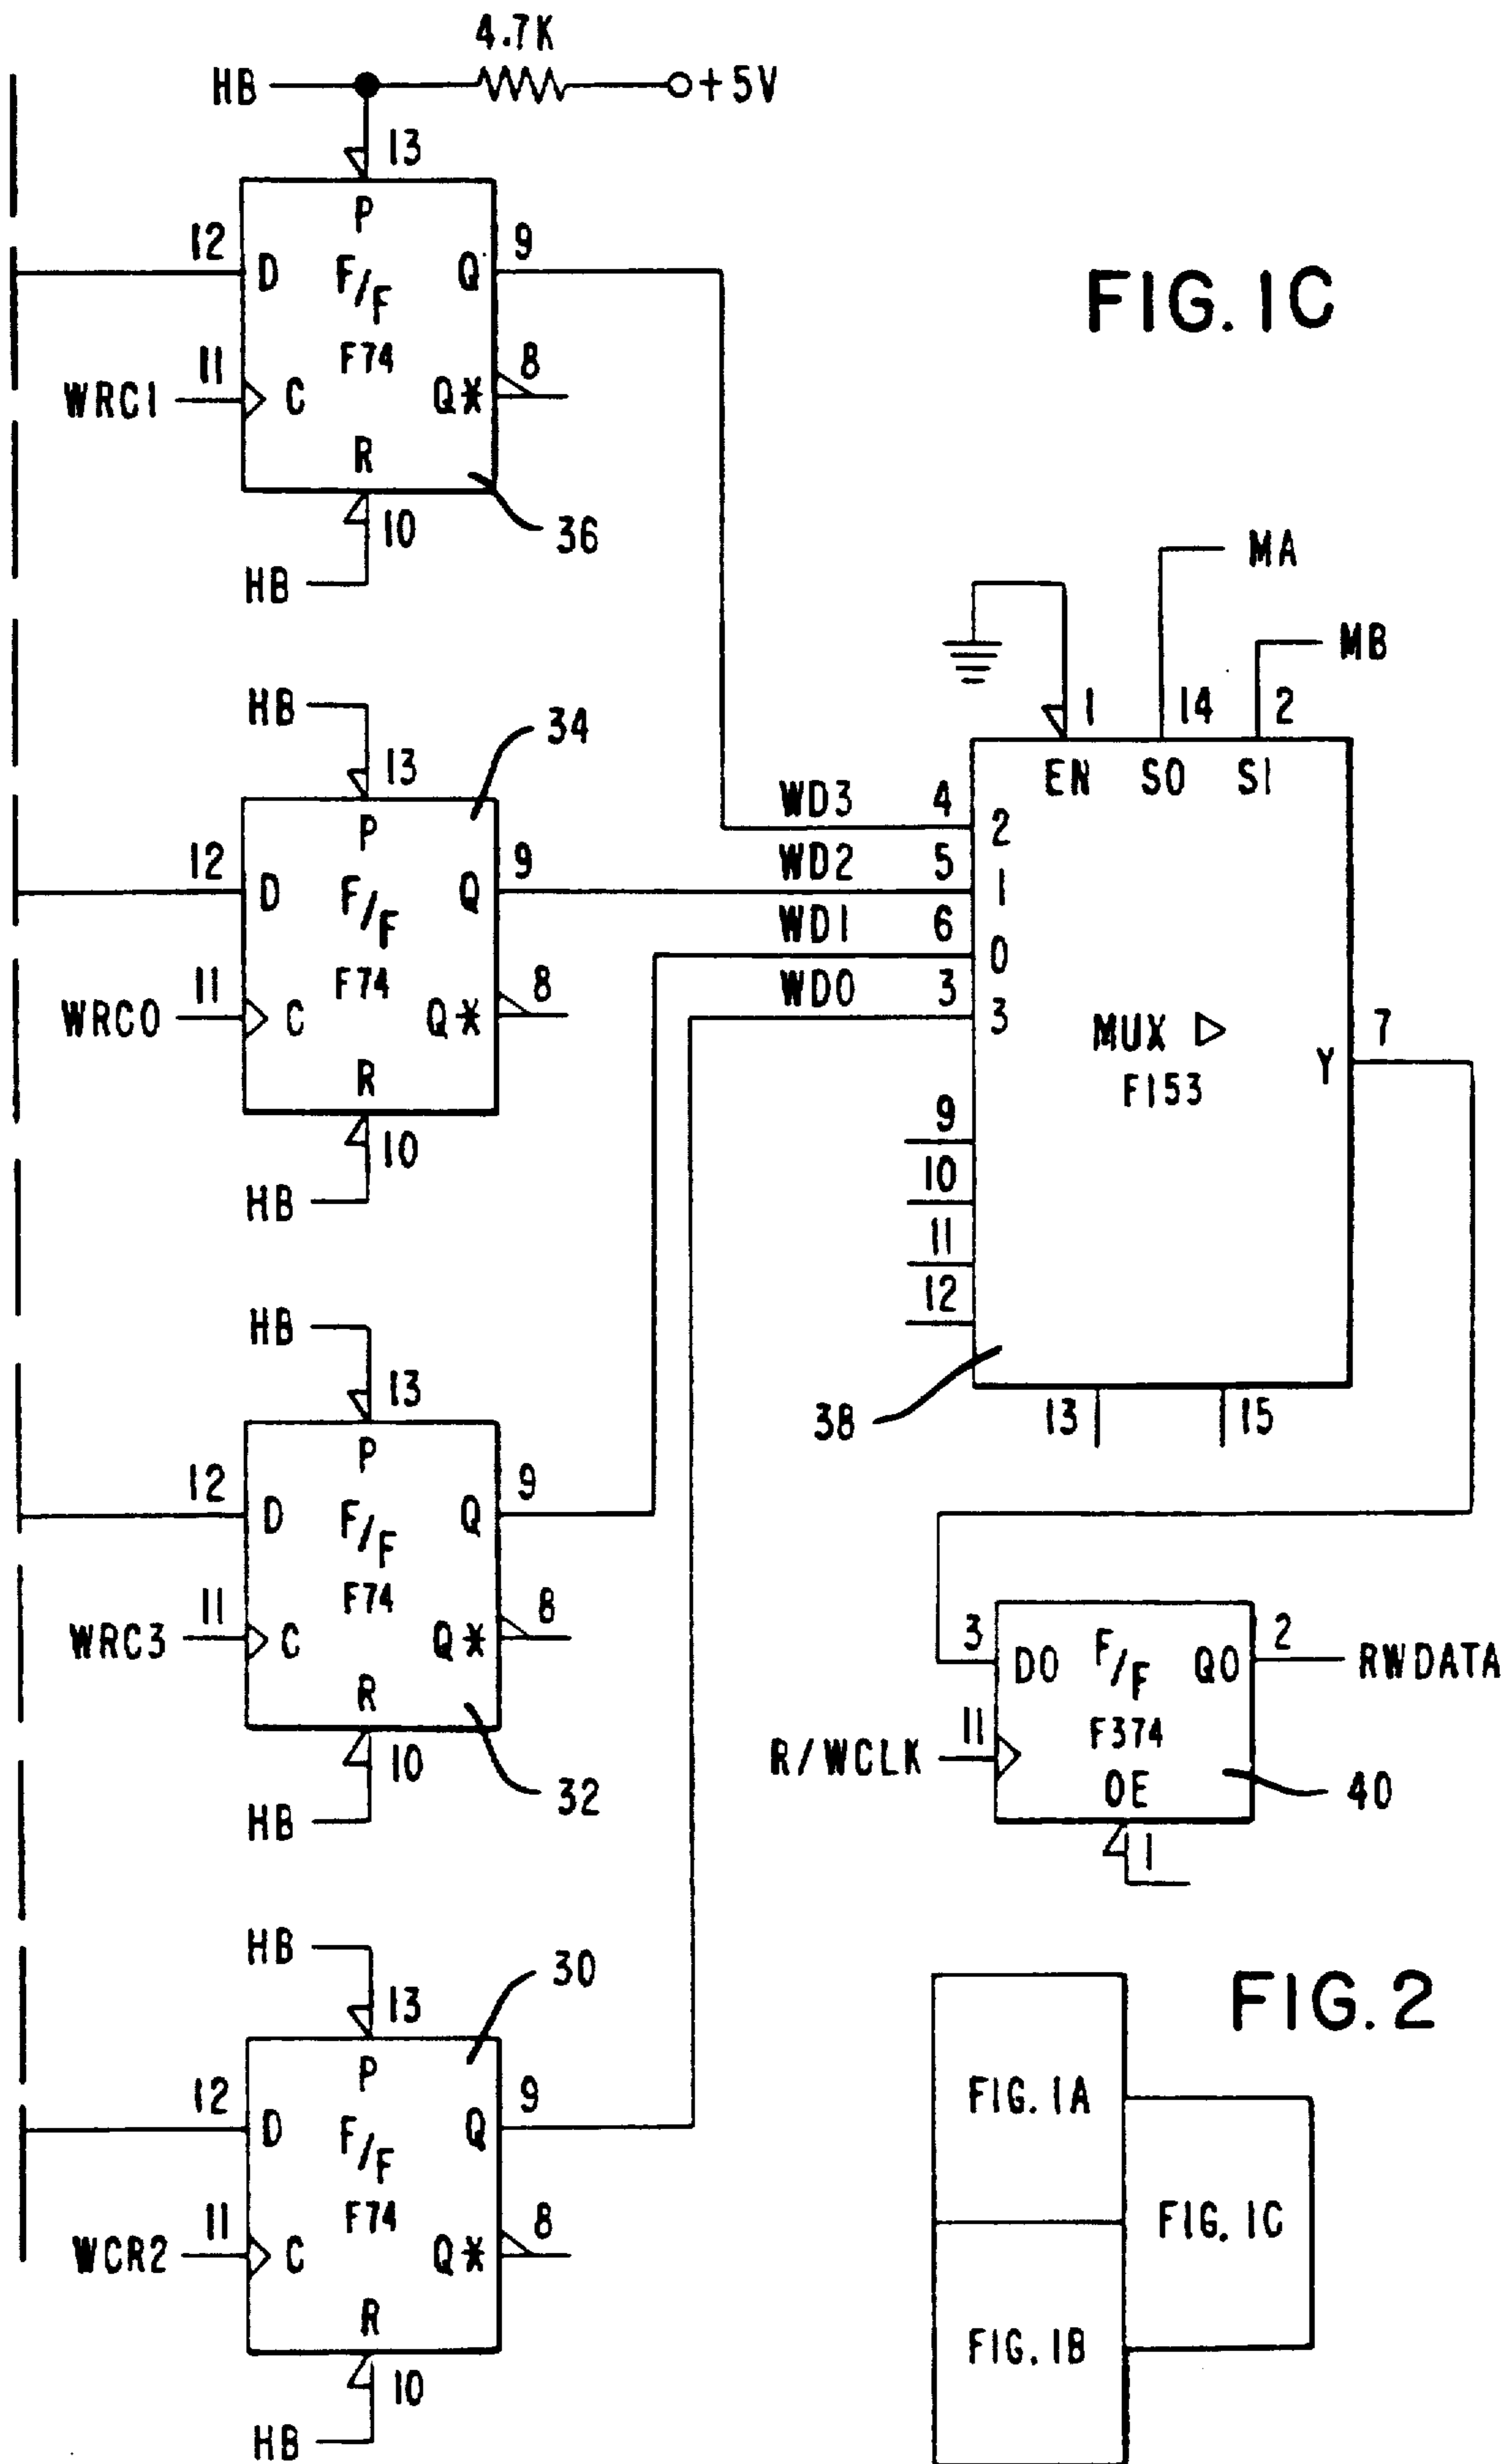 4.7K
HB
+5V
13
P
12
D
F/F
Q
9
FIG. 1C
F74
11
WRC1
C
Q*
8
R
10
36
HB
MA
MB
HB
34
13
1
14
2
P
EN
S0
S1
12
D
F/F
Q
9
WD3
4
2
WD2
5
1
WD1
6
0
WD0
3
3
F74
11
WRC0
C
Q*
8
MUX
F153
Y
7
R
10
HB
9
10
11
12
HB
38
13
15
13
P
12
D
F/F
Q
9
F74
11
WRC3
C
Q*
8
R
10
32
HB
3
D0
F/F
Q0
2
RWDATA
R/WCLK
11
F374
OE
40
1
HB
30
13
FIG. 2
P
12
D
F/F
Q
9
F74
11
WCR2
C
Q*
8
R
10
HB
FIG. 1A
FIG. 1C
FIG. 1B